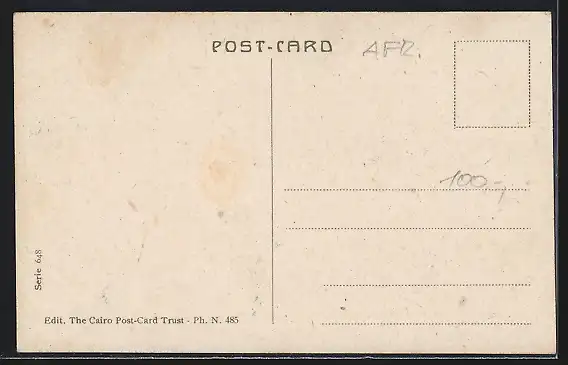 POST-CARD
AFR.
100,-
Serie 648
Edit. The Cairo Post-Card Trust - Ph. N. 485